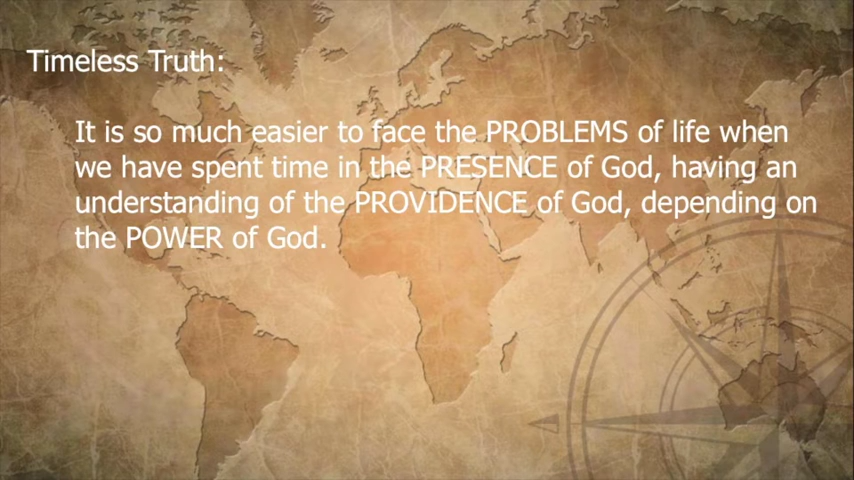 Timeless Truth:
It is so much easier to face the PROBLEMS of life when
we have spent time in the PRESENCE of God, having an
understanding of the PROVIDENCE of God, depending on
the POWER of God.